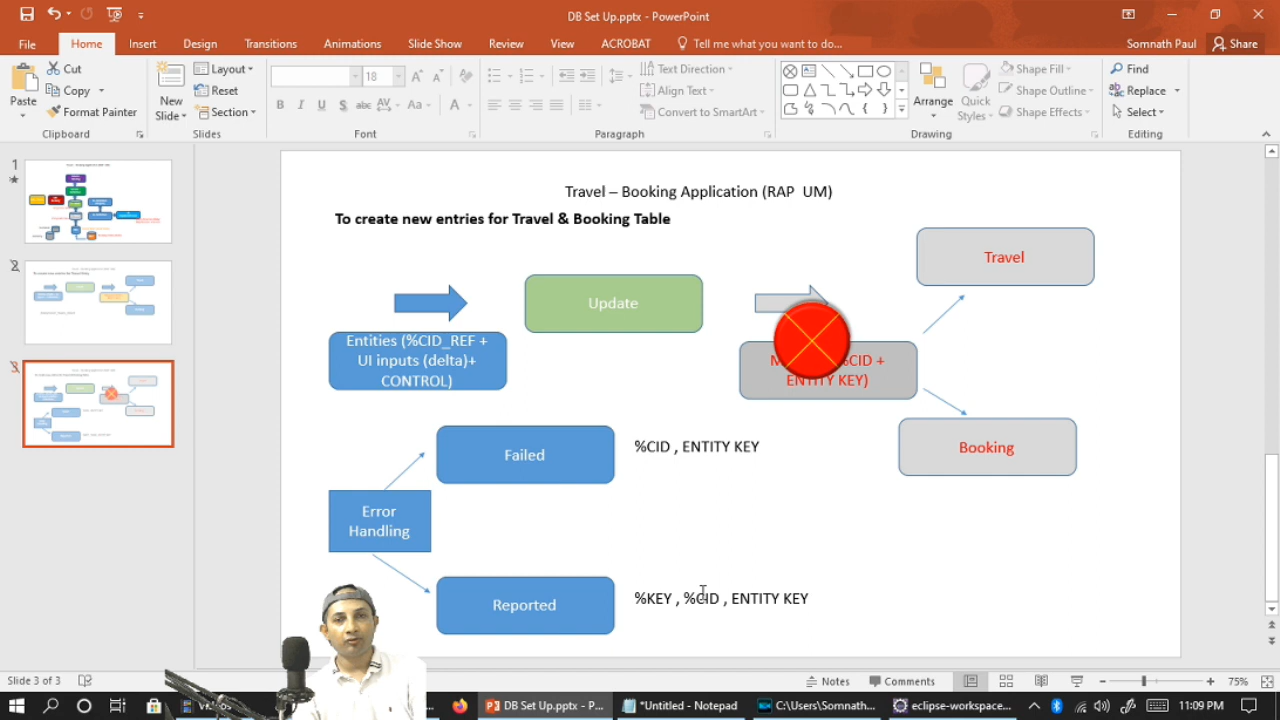 DB Set Up.pptx - PowerPoint
File Home Insert Design Transitions Animations Slide Show Review View ACROBAT Tell me what you want to do... Somnath Paul Share
Paste
Cut
Copy
Format Painter
Clipboard
New Slide
Layout
Reset
Section
Slides
18
Font
Text Direction
Align Text
Convert to SmartArt
Paragraph
Arrange
Quick Styles
Shape Fill
Shape Outline
Shape Effects
Drawing
Find
Replace
Select
Editing
1
2
3
Travel – Booking Application (RAP UM)
To create new entries for Travel & Booking Table
Travel
Update
Entities (%CID_REF +
UI inputs (delta)+
CONTROL)
%CID +
ENTITY KEY)
Booking
Failed
%CID , ENTITY KEY
Error
Handling
Reported
%KEY , %CID , ENTITY KEY
Slide 3 of 3 Notes Comments 75%
DB Set Up.pptx - P... *Untitled - Notepad C:\Users\Somnath... eclipse-workspace... 11:09 PM